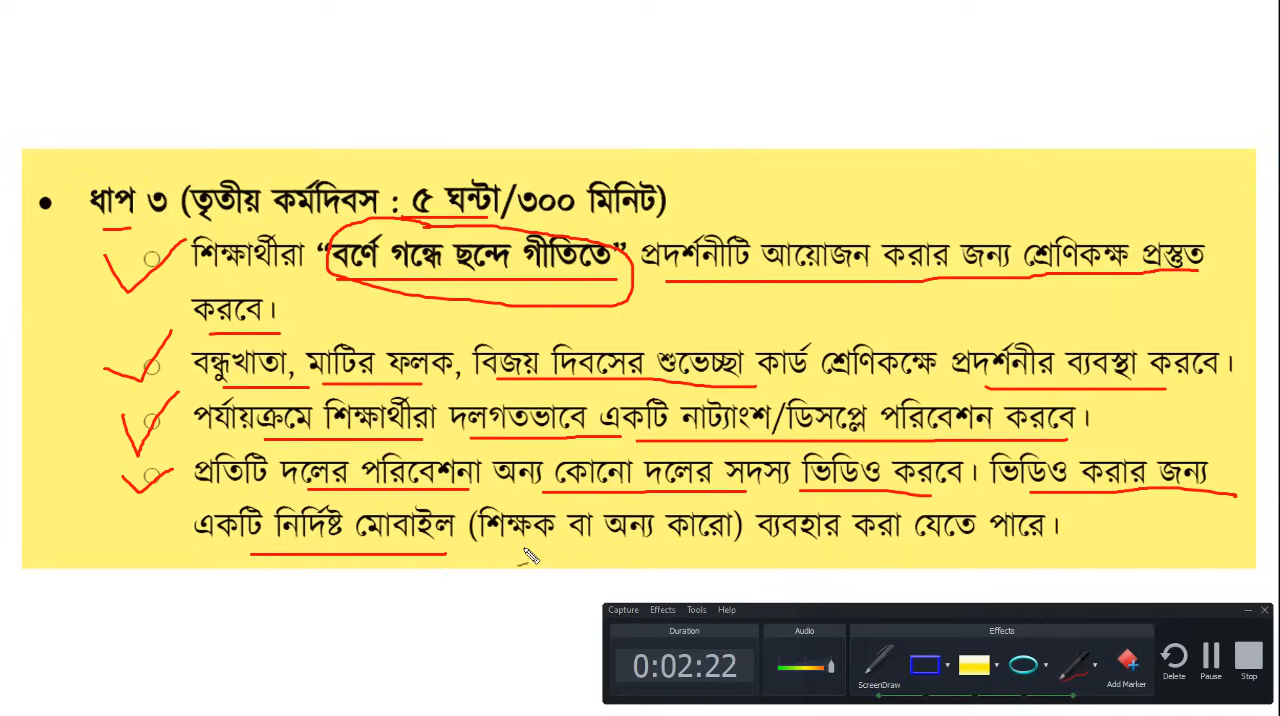 • ধাপ ৩ (তৃতীয় কর্মদিবস : ৫ ঘন্টা/৩০০ মিনিট)
○ শিক্ষার্থীরা “বর্ণে গন্ধে ছন্দে গীতিতে” প্রদর্শনীটি আয়োজন করার জন্য শ্রেণিকক্ষ প্রস্তুত
করবে।
○ বন্ধুখাতা, মাটির ফলক, বিজয় দিবসের শুভেচ্ছা কার্ড শ্রেণিকক্ষে প্রদর্শনীর ব্যবস্থা করবে।
○ পর্যায়ক্রমে শিক্ষার্থীরা দলগতভাবে একটি নাট্যাংশ/ডিসপ্লে পরিবেশন করবে।
○ প্রতিটি দলের পরিবেশনা অন্য কোনো দলের সদস্য ভিডিও করবে। ভিডিও করার জন্য
একটি নির্দিষ্ট মোবাইল (শিক্ষক বা অন্য কারো) ব্যবহার করা যেতে পারে।
Capture Effects Tools Help
Duration Audio Effects
0:02:22
ScreenDraw Add Marker Delete Pause Stop